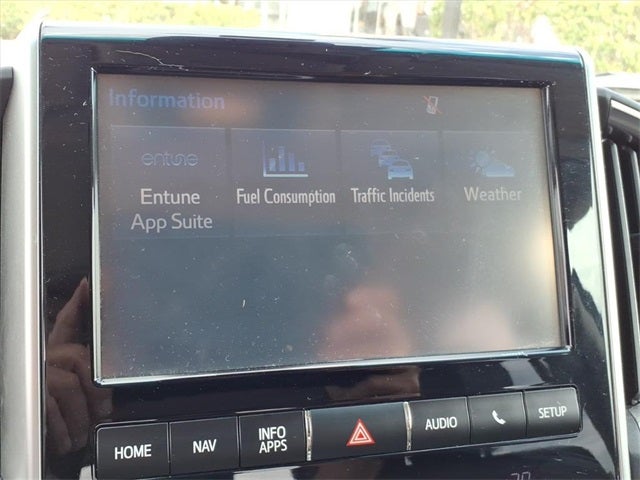 Information
entune
Entune
App Suite
Fuel Consumption
Traffic Incidents
Weather
HOME
NAV
INFO
APPS
AUDIO
SETUP